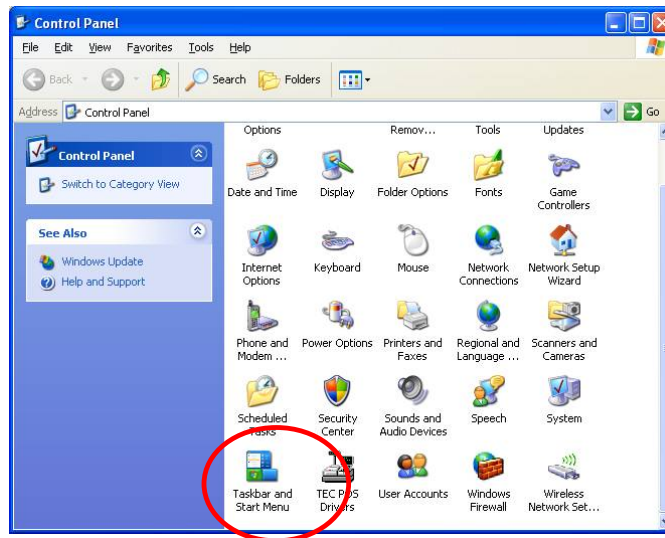 Control Panel
File Edit View Favorites Tools Help
Back Search Folders
Address Control Panel Go
Control Panel
Switch to Category View
See Also
Windows Update
Help and Support
Options Remov... Tools Updates
Date and Time Display Folder Options Fonts Game
Controllers
Internet Keyboard Mouse Network Network Setup
Options Connections Wizard
Phone and Power Options Printers and Regional and Scanners and
Modem ... Faxes Language ... Cameras
Scheduled Security Sounds and Speech System
Tasks Center Audio Devices
Taskbar and TEC POS User Accounts Windows Wireless
Start Menu Drivers Firewall Network Set...